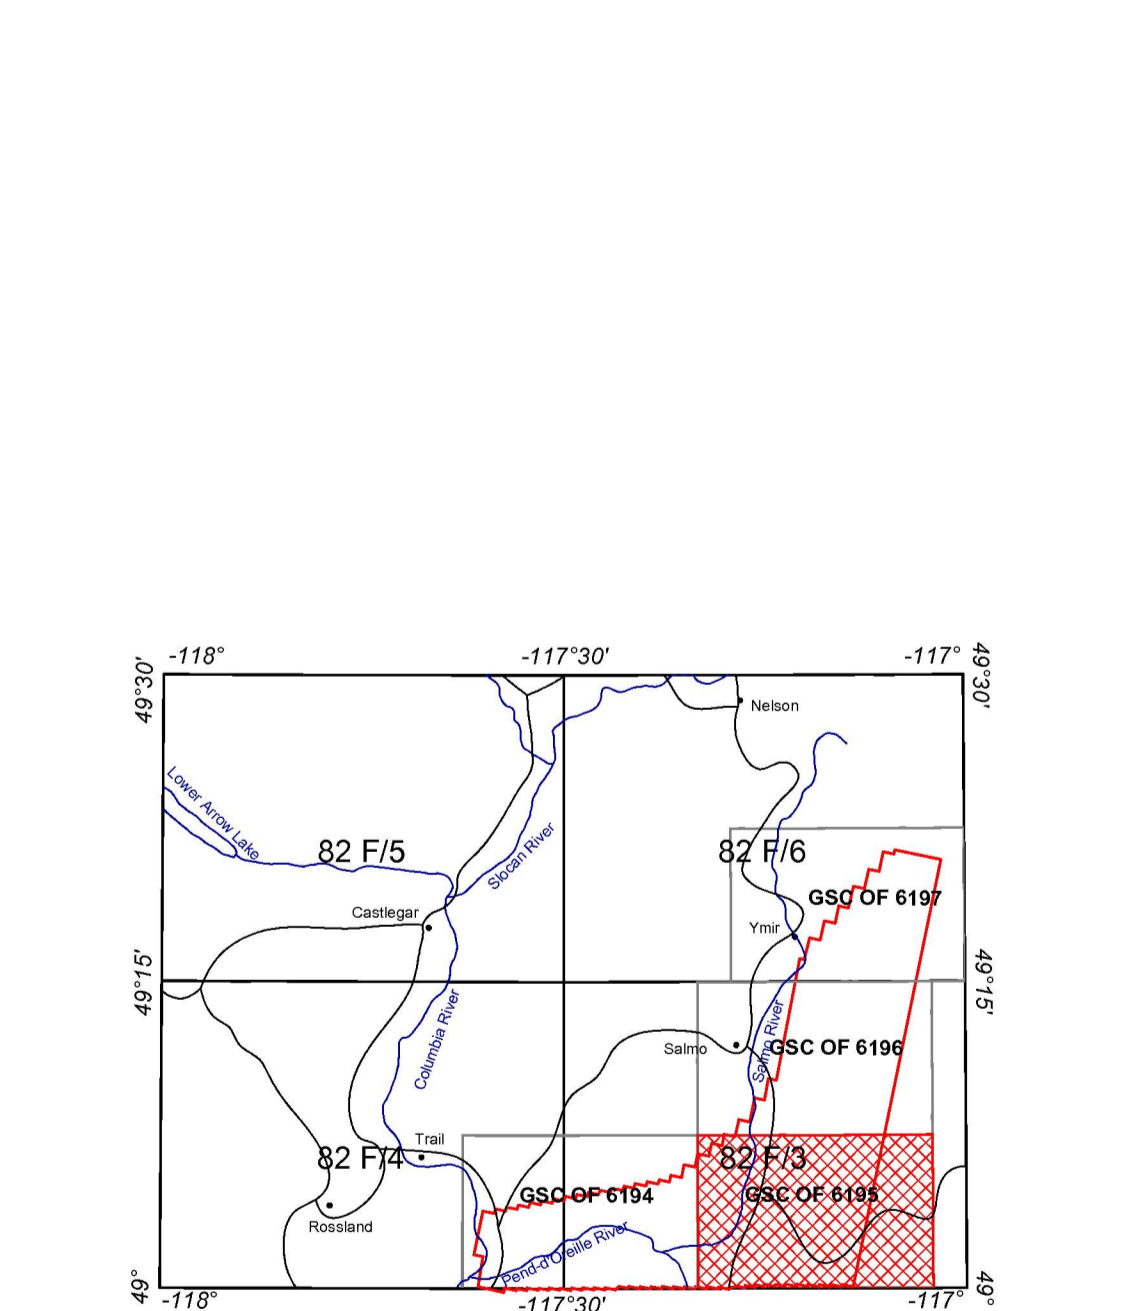 -118°
-117°30'
-117°
49°30'
49°30'
Nelson
Lower Arrow Lake
82 F/5
Slocan River
82 F/6
GSC OF 6197
Castlegar
Ymir
49°15'
49°15'
Columbia River
Salmo River
Salmo
GSC OF 6196
Trail
82 F/4
82 F/3
GSC OF 6194
GSC OF 6195
Rossland
Pend-d'Oreille River
49°
49°
-118°
-117°30'
-117°